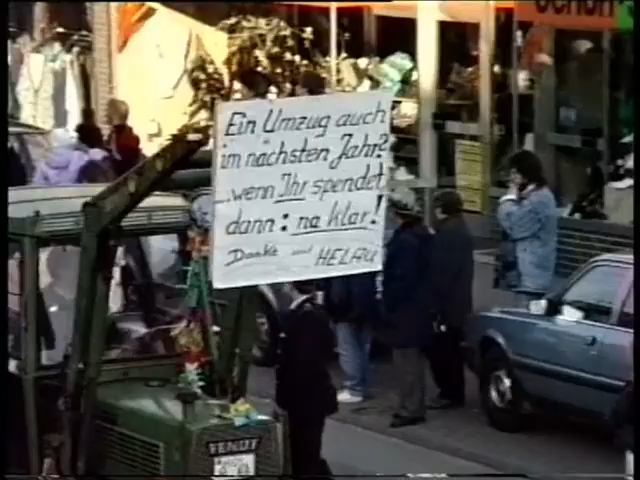 Ein Umzug auch
im nächsten Jahr?
...wenn Ihr spendet
dann: na klar!
Danke und HELAU
FENDT